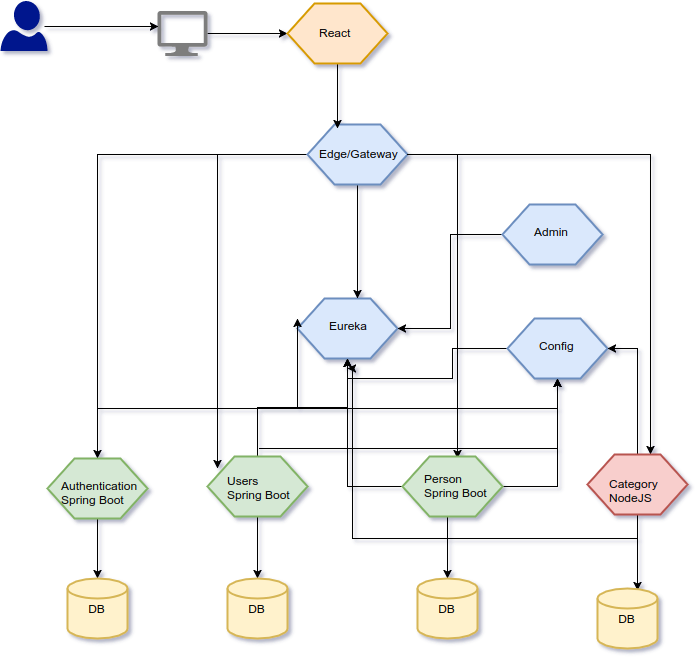 React
Edge/Gateway
Admin
Eureka
Config
Authentication
Spring Boot
Users
Spring Boot
Person
Spring Boot
Category
NodeJS
DB
DB
DB
DB